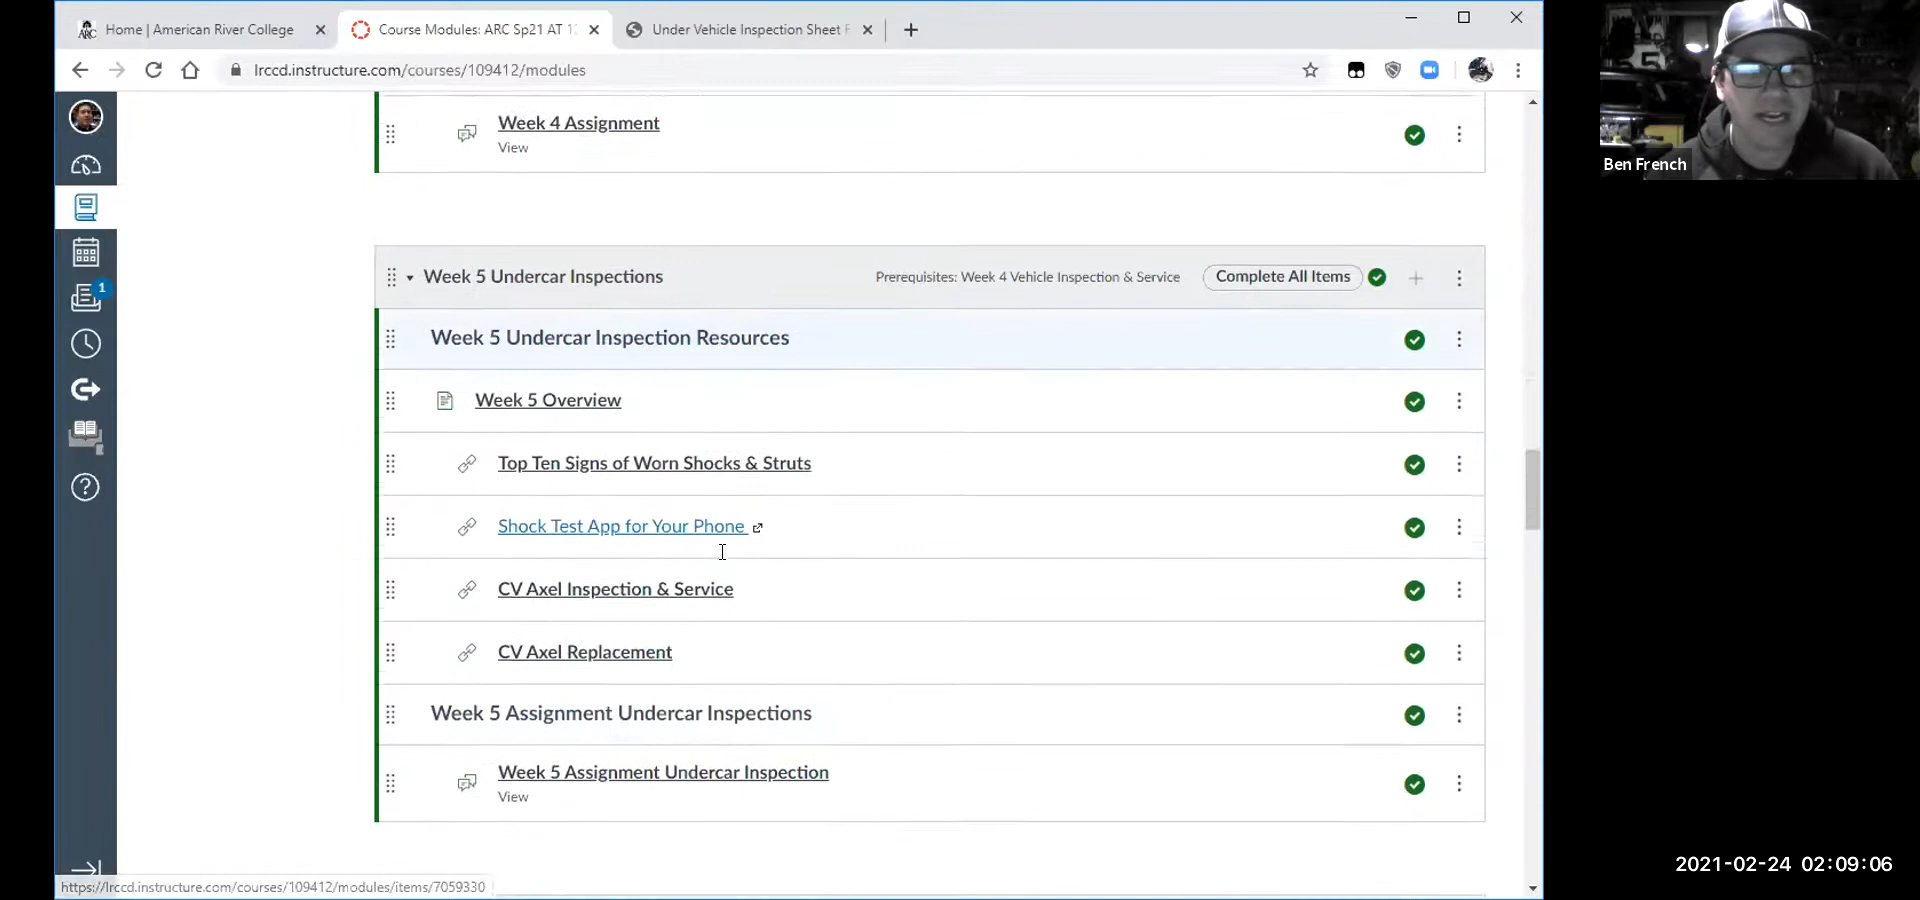 Home | American River College
Course Modules: ARC Sp21 AT 1
Under Vehicle Inspection Sheet
lrccd.instructure.com/courses/109412/modules
Ben French
Week 4 Assignment
View
Week 5 Undercar Inspections
Prerequisites: Week 4 Vehicle Inspection & Service
Complete All Items
Week 5 Undercar Inspection Resources
Week 5 Overview
Top Ten Signs of Worn Shocks & Struts
Shock Test App for Your Phone
CV Axel Inspection & Service
CV Axel Replacement
Week 5 Assignment Undercar Inspections
Week 5 Assignment Undercar Inspection
View
1
https://lrccd.instructure.com/courses/109412/modules/items/7059330
2021-02-24 02:09:06